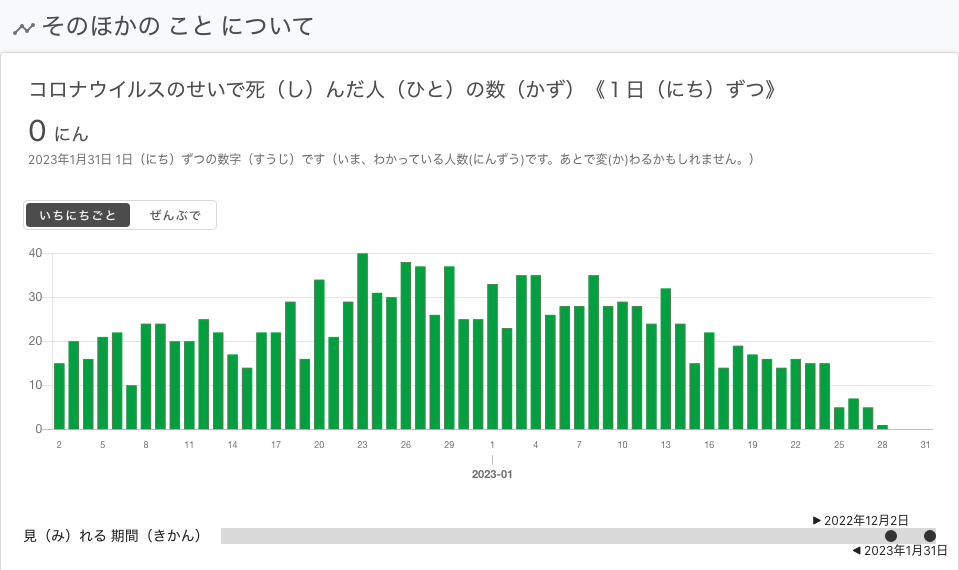 そのほかの こと について
コロナウイルスのせいで死（し）んだ人（ひと）の数（かず）《１日（にち）ずつ》
0 にん
2023年1月31日 1日（にち）ずつの数字（すうじ）です（いま、わかっている人数(にんずう)です。あとで変(か)わるかもしれません。）
いちにちごと ぜんぶで
40
30
20
10
0
2 5 8 11 14 17 20 23 26 29 1 4 7 10 13 16 19 22 25 28 31
2023-01
▶ 2022年12月2日
見（み）れる 期間（きかん）
◀ 2023年1月31日